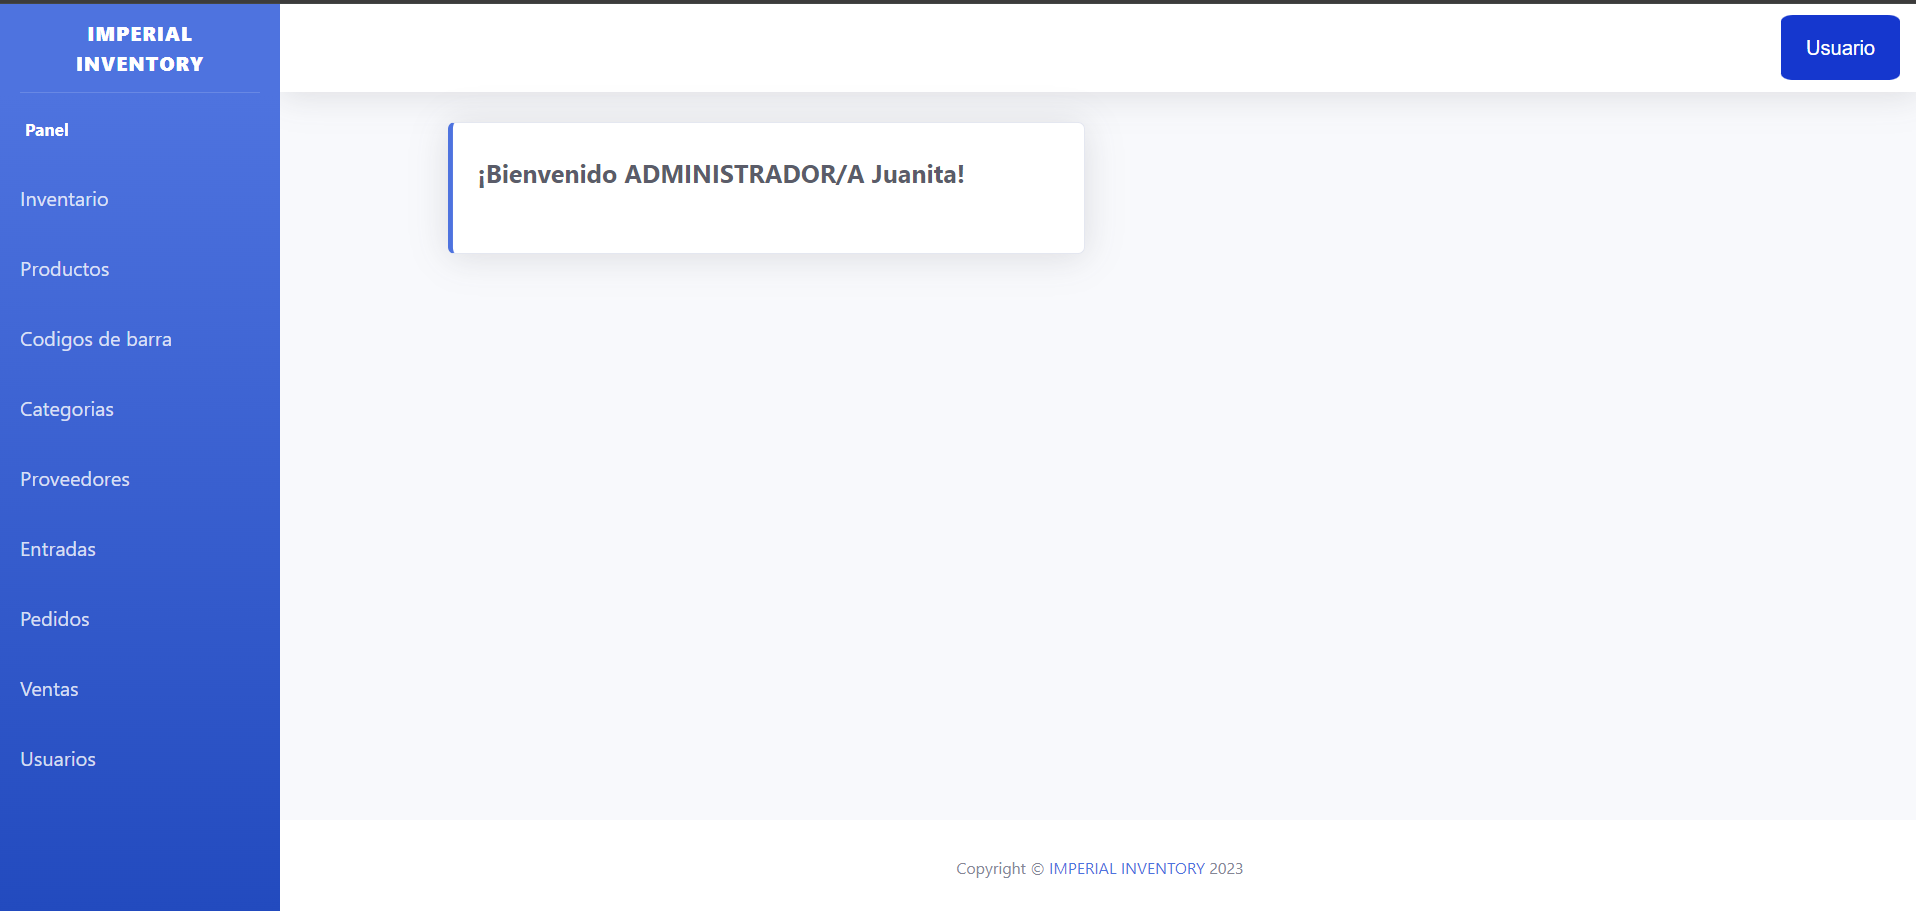 IMPERIAL
INVENTORY
Panel
Inventario
Productos
Codigos de barra
Categorias
Proveedores
Entradas
Pedidos
Ventas
Usuarios
Usuario
¡Bienvenido ADMINISTRADOR/A Juanita!
Copyright © IMPERIAL INVENTORY 2023